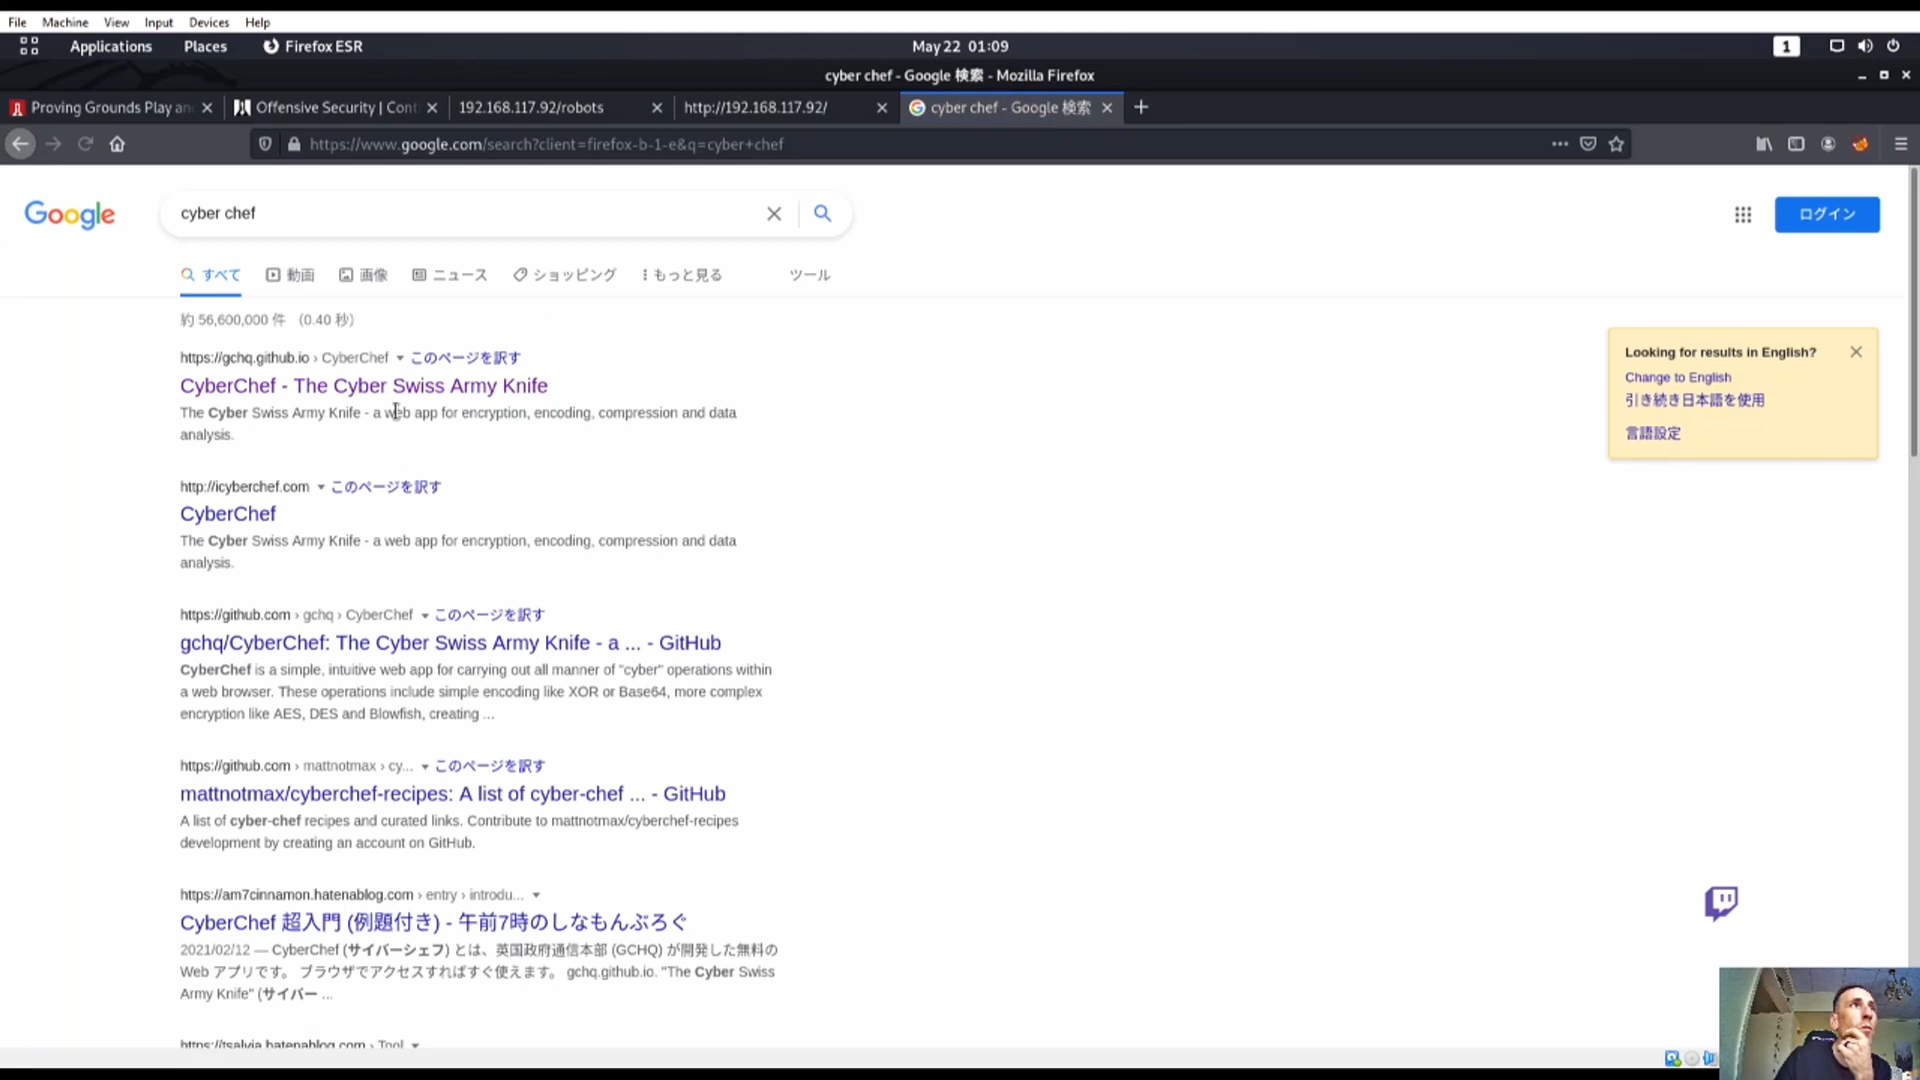 File Machine View Input Devices Help
Applications Places Firefox ESR May 22 01:09 1
cyber chef - Google 検索 - Mozilla Firefox
Proving Grounds Play an Offensive Security | Cont 192.168.117.92/robots http://192.168.117.92/ cyber chef - Google 検索
https://www.google.com/search?client=firefox-b-1-e&q=cyber+chef
Google cyber chef ログイン
すべて 動画 画像 ニュース ショッピング もっと見る ツール
約 56,600,000 件 （0.40 秒）
https://gchq.github.io › CyberChef このページを訳す
CyberChef - The Cyber Swiss Army Knife
The Cyber Swiss Army Knife - a web app for encryption, encoding, compression and data
analysis.
http://icyberchef.com このページを訳す
CyberChef
The Cyber Swiss Army Knife - a web app for encryption, encoding, compression and data
analysis.
https://github.com › gchq › CyberChef このページを訳す
gchq/CyberChef: The Cyber Swiss Army Knife - a ... - GitHub
CyberChef is a simple, intuitive web app for carrying out all manner of "cyber" operations within
a web browser. These operations include simple encoding like XOR or Base64, more complex
encryption like AES, DES and Blowfish, creating ...
https://github.com › mattnotmax › cy... このページを訳す
mattnotmax/cyberchef-recipes: A list of cyber-chef ... - GitHub
A list of cyber-chef recipes and curated links. Contribute to mattnotmax/cyberchef-recipes
development by creating an account on GitHub.
https://am7cinnamon.hatenablog.com › entry › introdu...
CyberChef 超入門 (例題付き) - 午前7時のしなもんぶろぐ
2021/02/12 — CyberChef (サイバーシェフ) とは、英国政府通信本部 (GCHQ) が開発した無料の
Web アプリです。 ブラウザでアクセスすればすぐ使えます。 gchq.github.io. "The Cyber Swiss
Army Knife" (サイバー ...
https://tsalvia.hatenablog.com › Tool
Looking for results in English?
Change to English
引き続き日本語を使用
言語設定